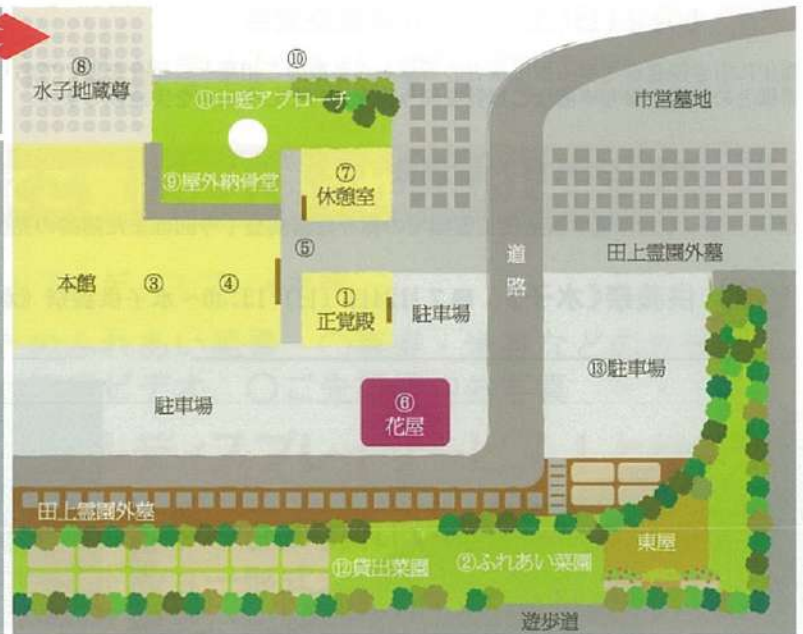 ⑧
水子地蔵尊
⑩
⑪中庭アプローチ
市営墓地
⑨屋外納骨堂
⑦
休憩室
⑤
田上霊園外墓
道路
本館
③
④
①
正覚殿
駐車場
⑬駐車場
駐車場
⑥
花屋
田上霊園外墓
東屋
⑫貸出菜園
②ふれあい菜園
遊歩道